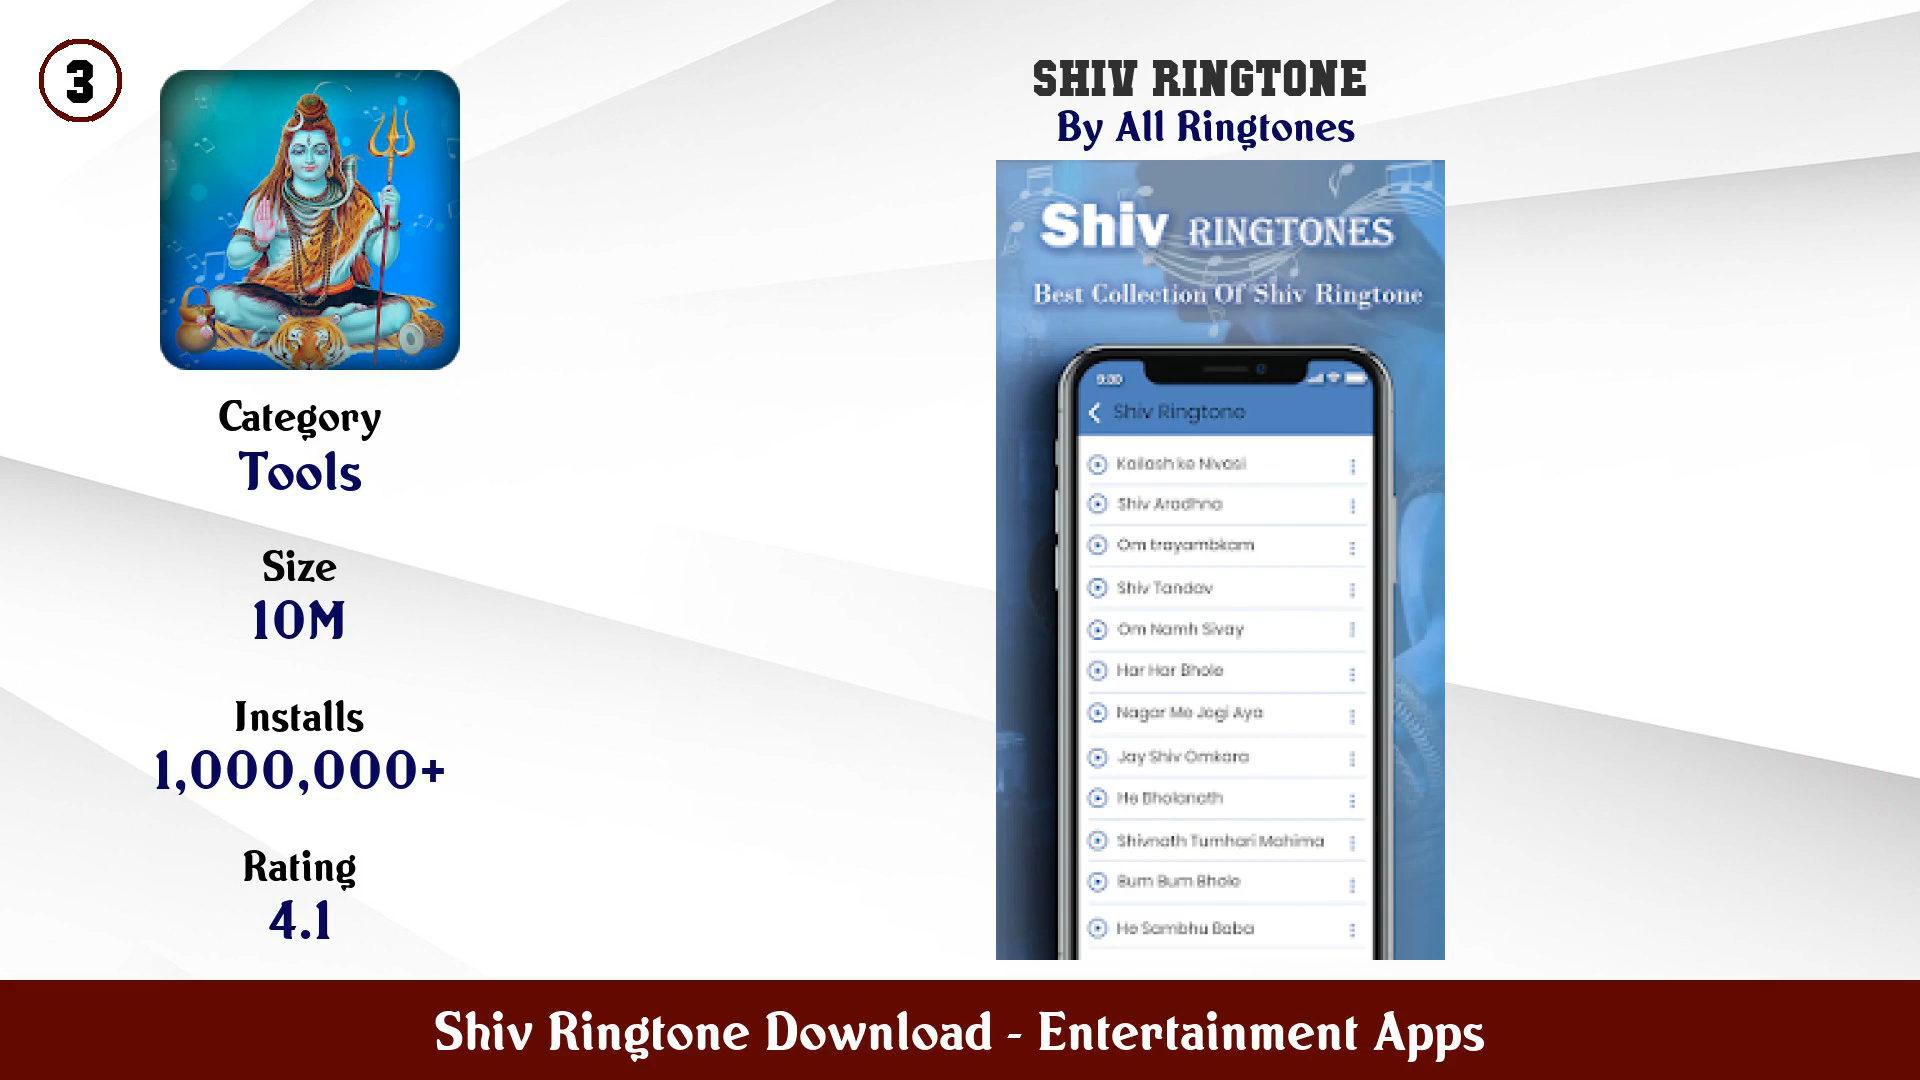 3
SHIV RINGTONE
By All Ringtones
Category
Tools
Size
10M
Installs
1,000,000+
Rating
4.1
Shiv RINGTONES
Best Collection Of Shiv Ringtone
9:30
Shiv Ringtone
Kailash ke Nivasi
Shiv Aradhna
Om trayambkam
Shiv Tandav
Om Namh Sivay
Har Har Bhole
Nagar Me Jogi Aya
Jay Shiv Omkara
He Bholanath
Shivnath Tumhari Mahima
Bum Bum Bhole
He Sambhu Baba
Shiv Ringtone Download - Entertainment Apps